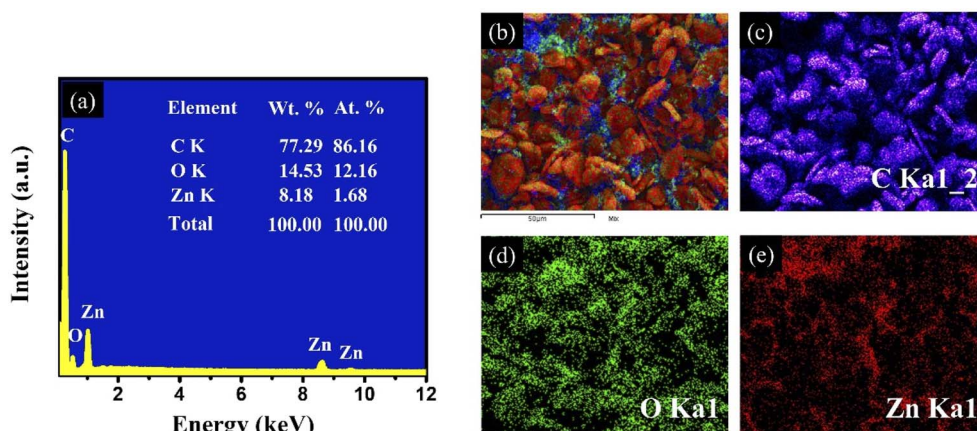 (a)
Element Wt. % At. %
C K 77.29 86.16
O K 14.53 12.16
Zn K 8.18 1.68
Total 100.00 100.00
C
O
Zn
Zn
Zn
Intensity (a.u.)
2 4 6 8 10 12
Energy (keV)
(b)
50µm
Mix
(c)
C Ka1_2
(d)
O Ka1
(e)
Zn Ka1